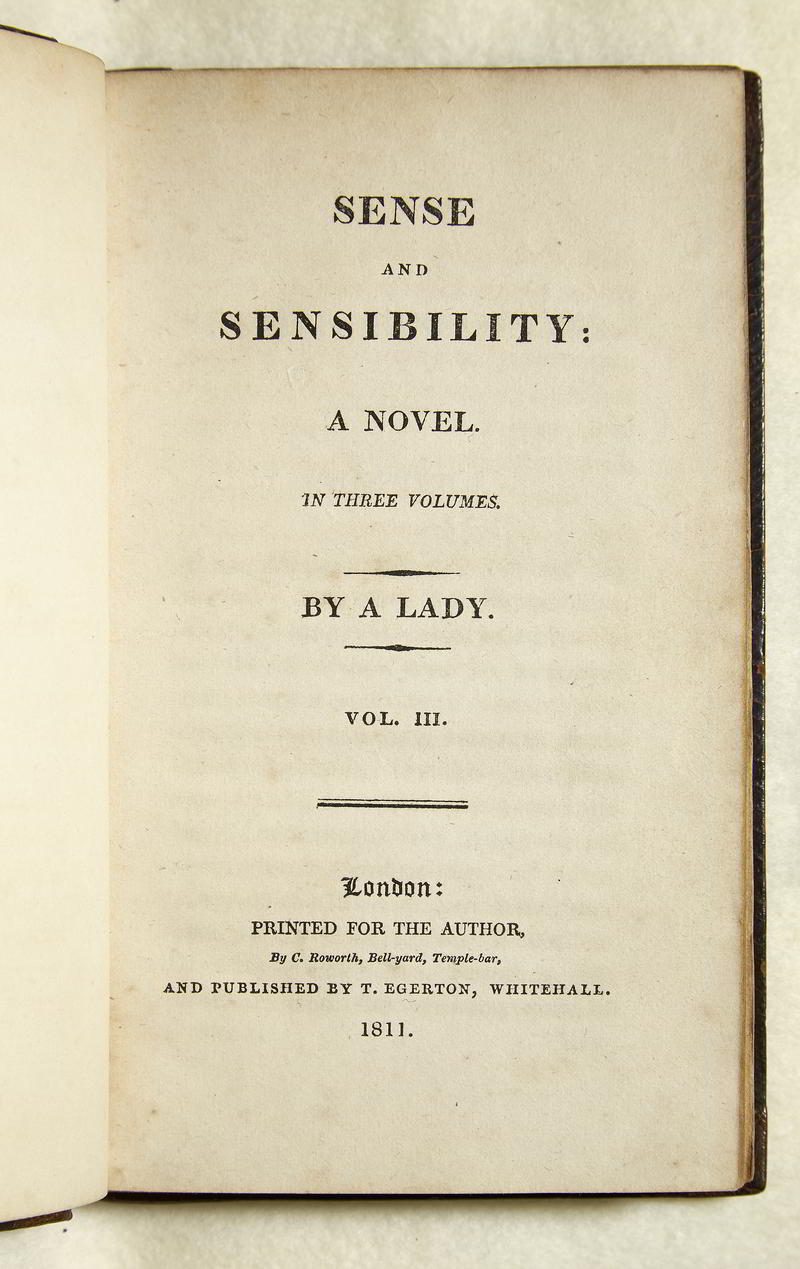 SENSE
AND
SENSIBILITY:
A NOVEL.
IN THREE VOLUMES.
BY A LADY.
VOL. III.
London:
PRINTED FOR THE AUTHOR,
By C. Roworth, Bell-yard, Temple-bar,
AND PUBLISHED BY T. EGERTON, WHITEHALL.
1811.